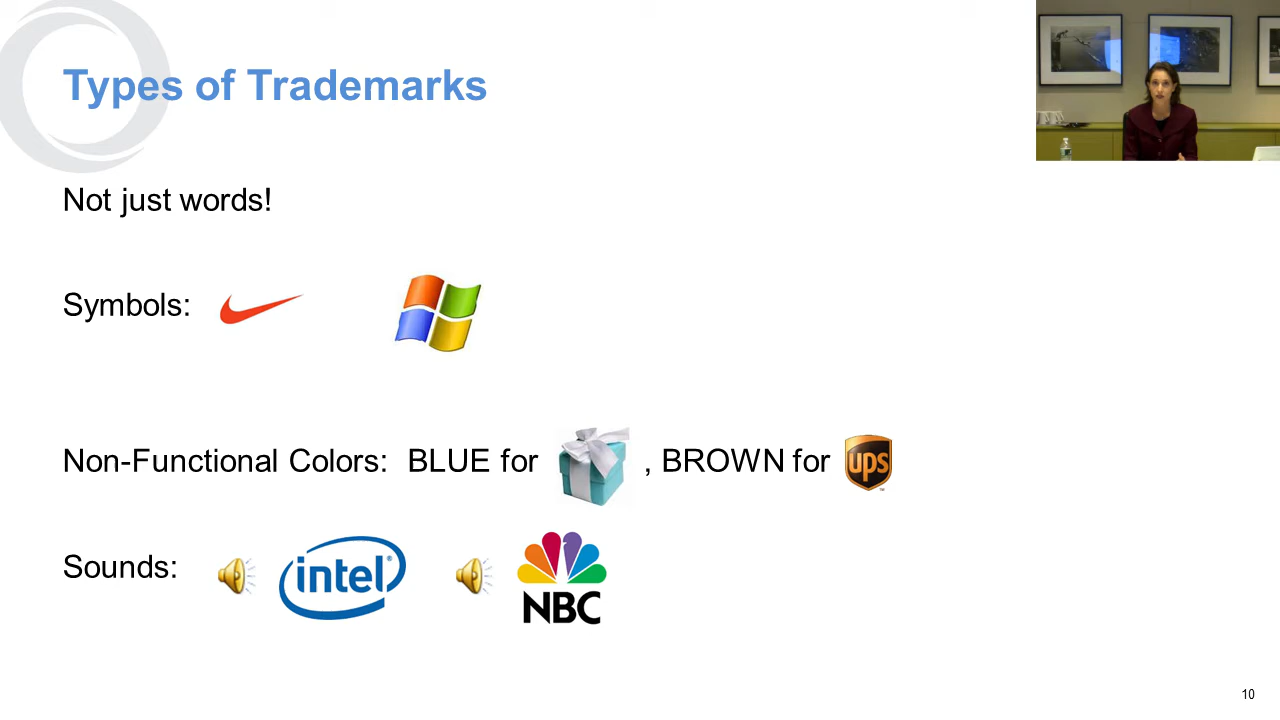 Types of Trademarks
Not just words!
Symbols:
Non-Functional Colors: BLUE for , BROWN for ups
Sounds: intel® NBC
10